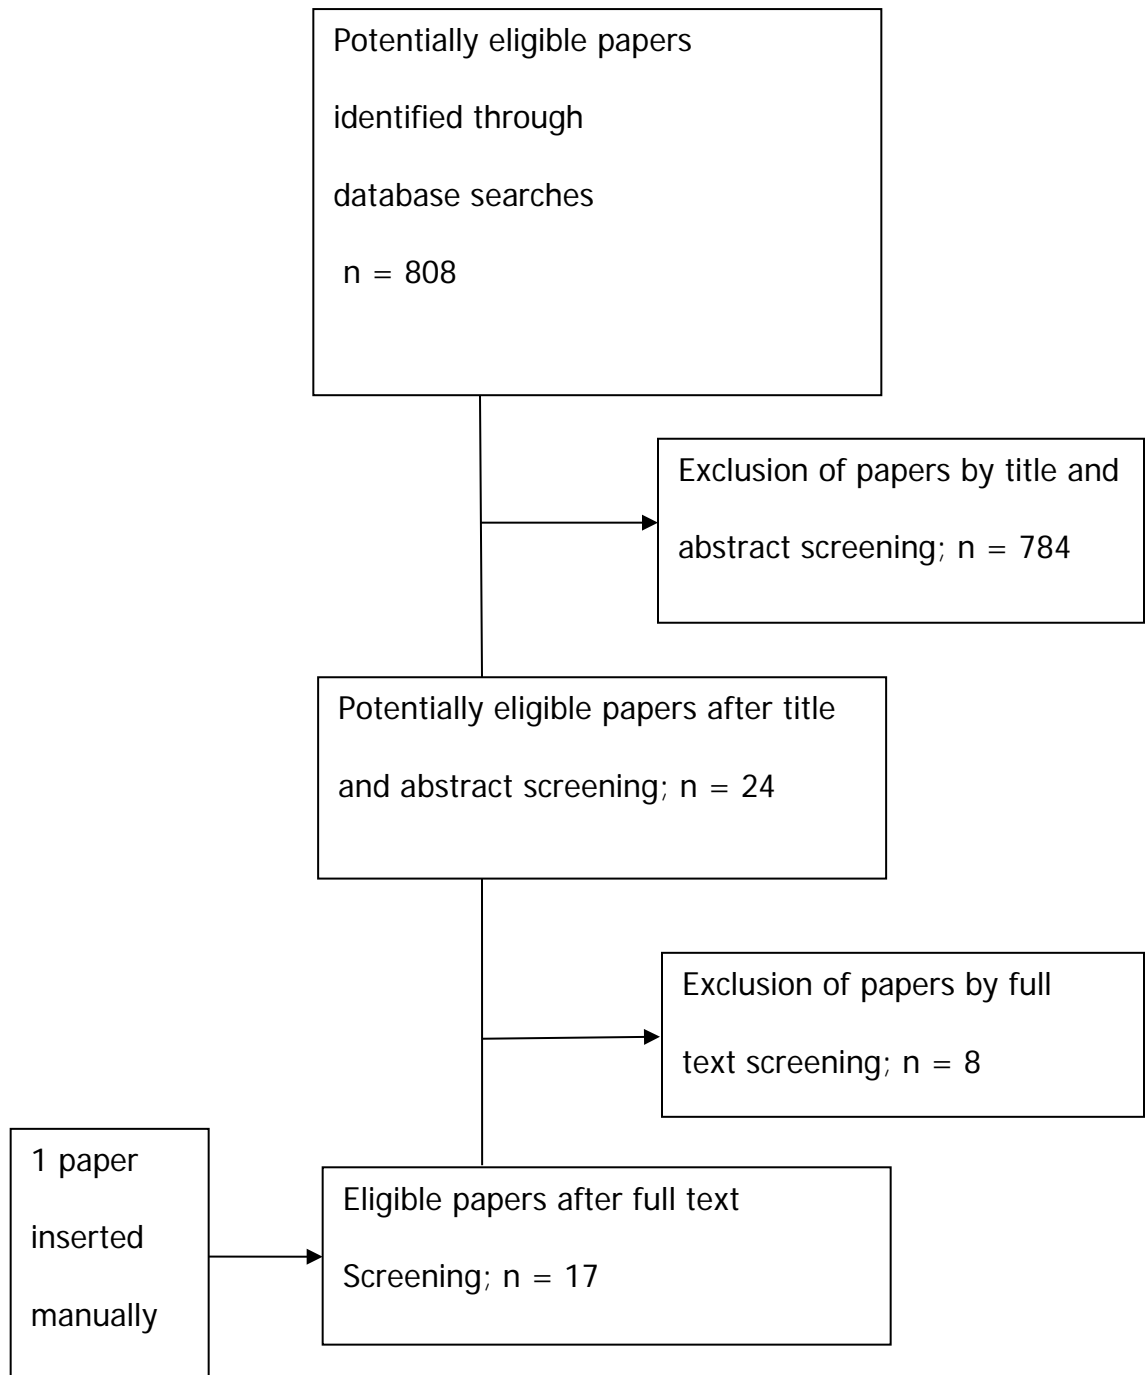 Potentially eligible papers
identified through
database searches
n = 808
Exclusion of papers by title and
abstract screening; n = 784
Potentially eligible papers after title
and abstract screening; n = 24
Exclusion of papers by full
text screening; n = 8
1 paper
inserted
manually
Eligible papers after full text
Screening; n = 17